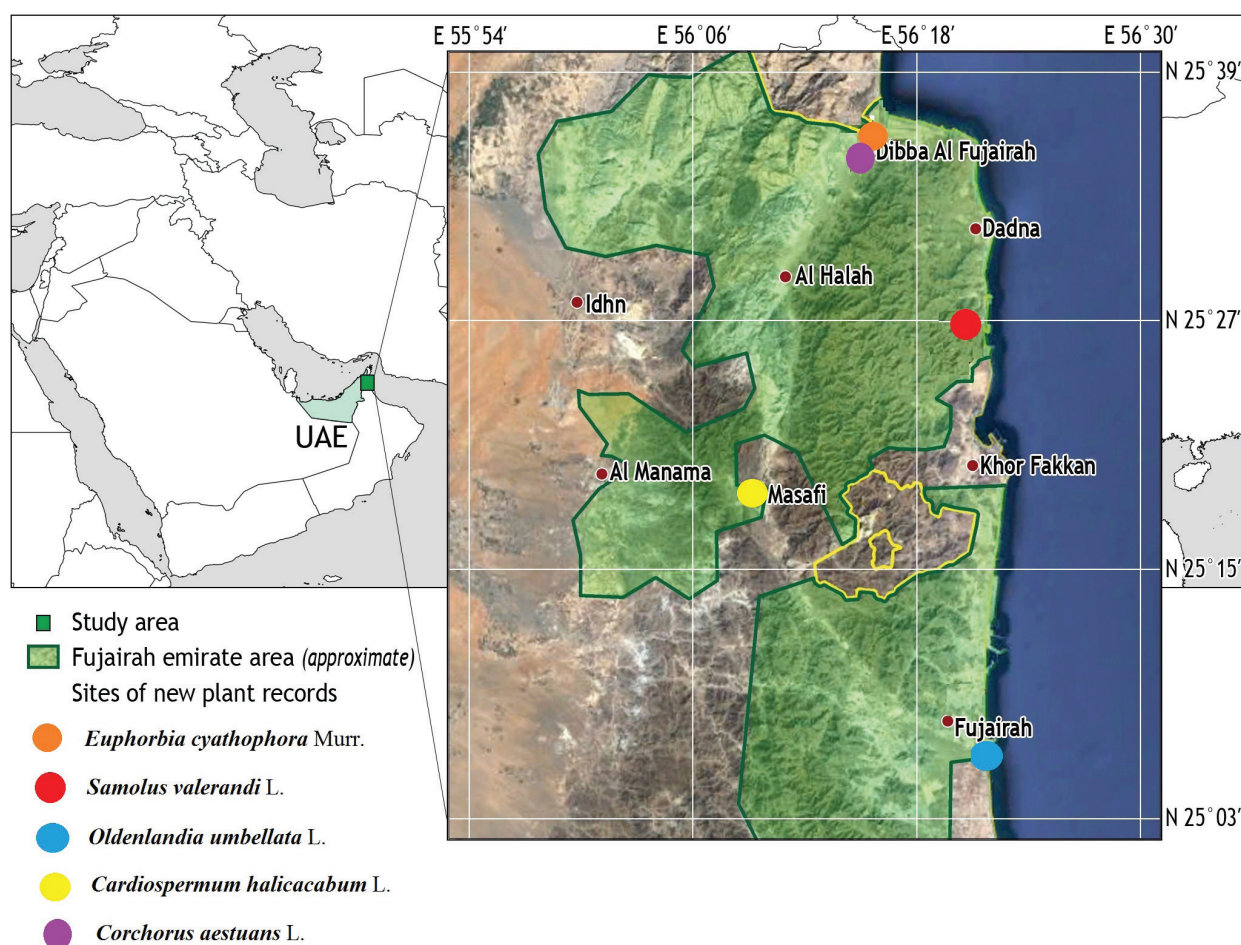 E 55°54'
E 56°06'
E 56°18'
E 56°30'
N 25°39'
Dibba Al Fujairah
Dadna
Al Halah
Idhn
N 25°27'
UAE
Al Manama
Khor Fakkan
Masafi
N 25°15'
Fujairah
N 25°03'
Study area
Fujairah emirate area (approximate)
Sites of new plant records
Euphorbia cyathophora Murr.
Samolus valerandi L.
Oldenlandia umbellata L.
Cardiospermum halicacabum L.
Corchorus aestuans L.